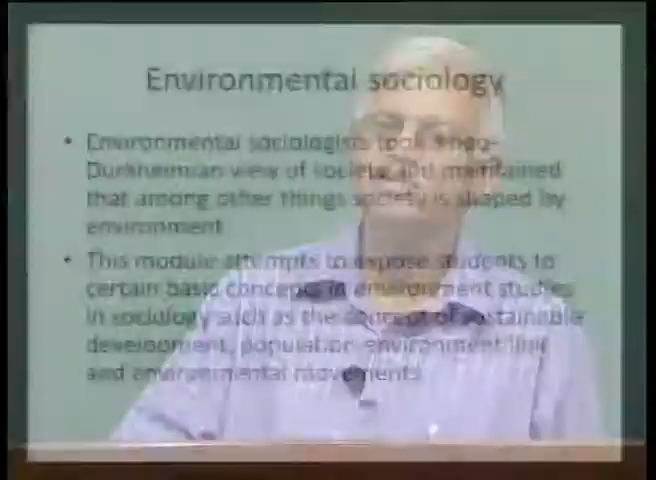 Environmental sociology
• Environmental sociologists took a neo-
Durkheimian view of society and maintained
that among other things society is shaped by
environment
• This module attempts to expose students to
certain basic concepts in environment studies
in sociology such as the concept of sustainable
development, population environment link
and environmental movements